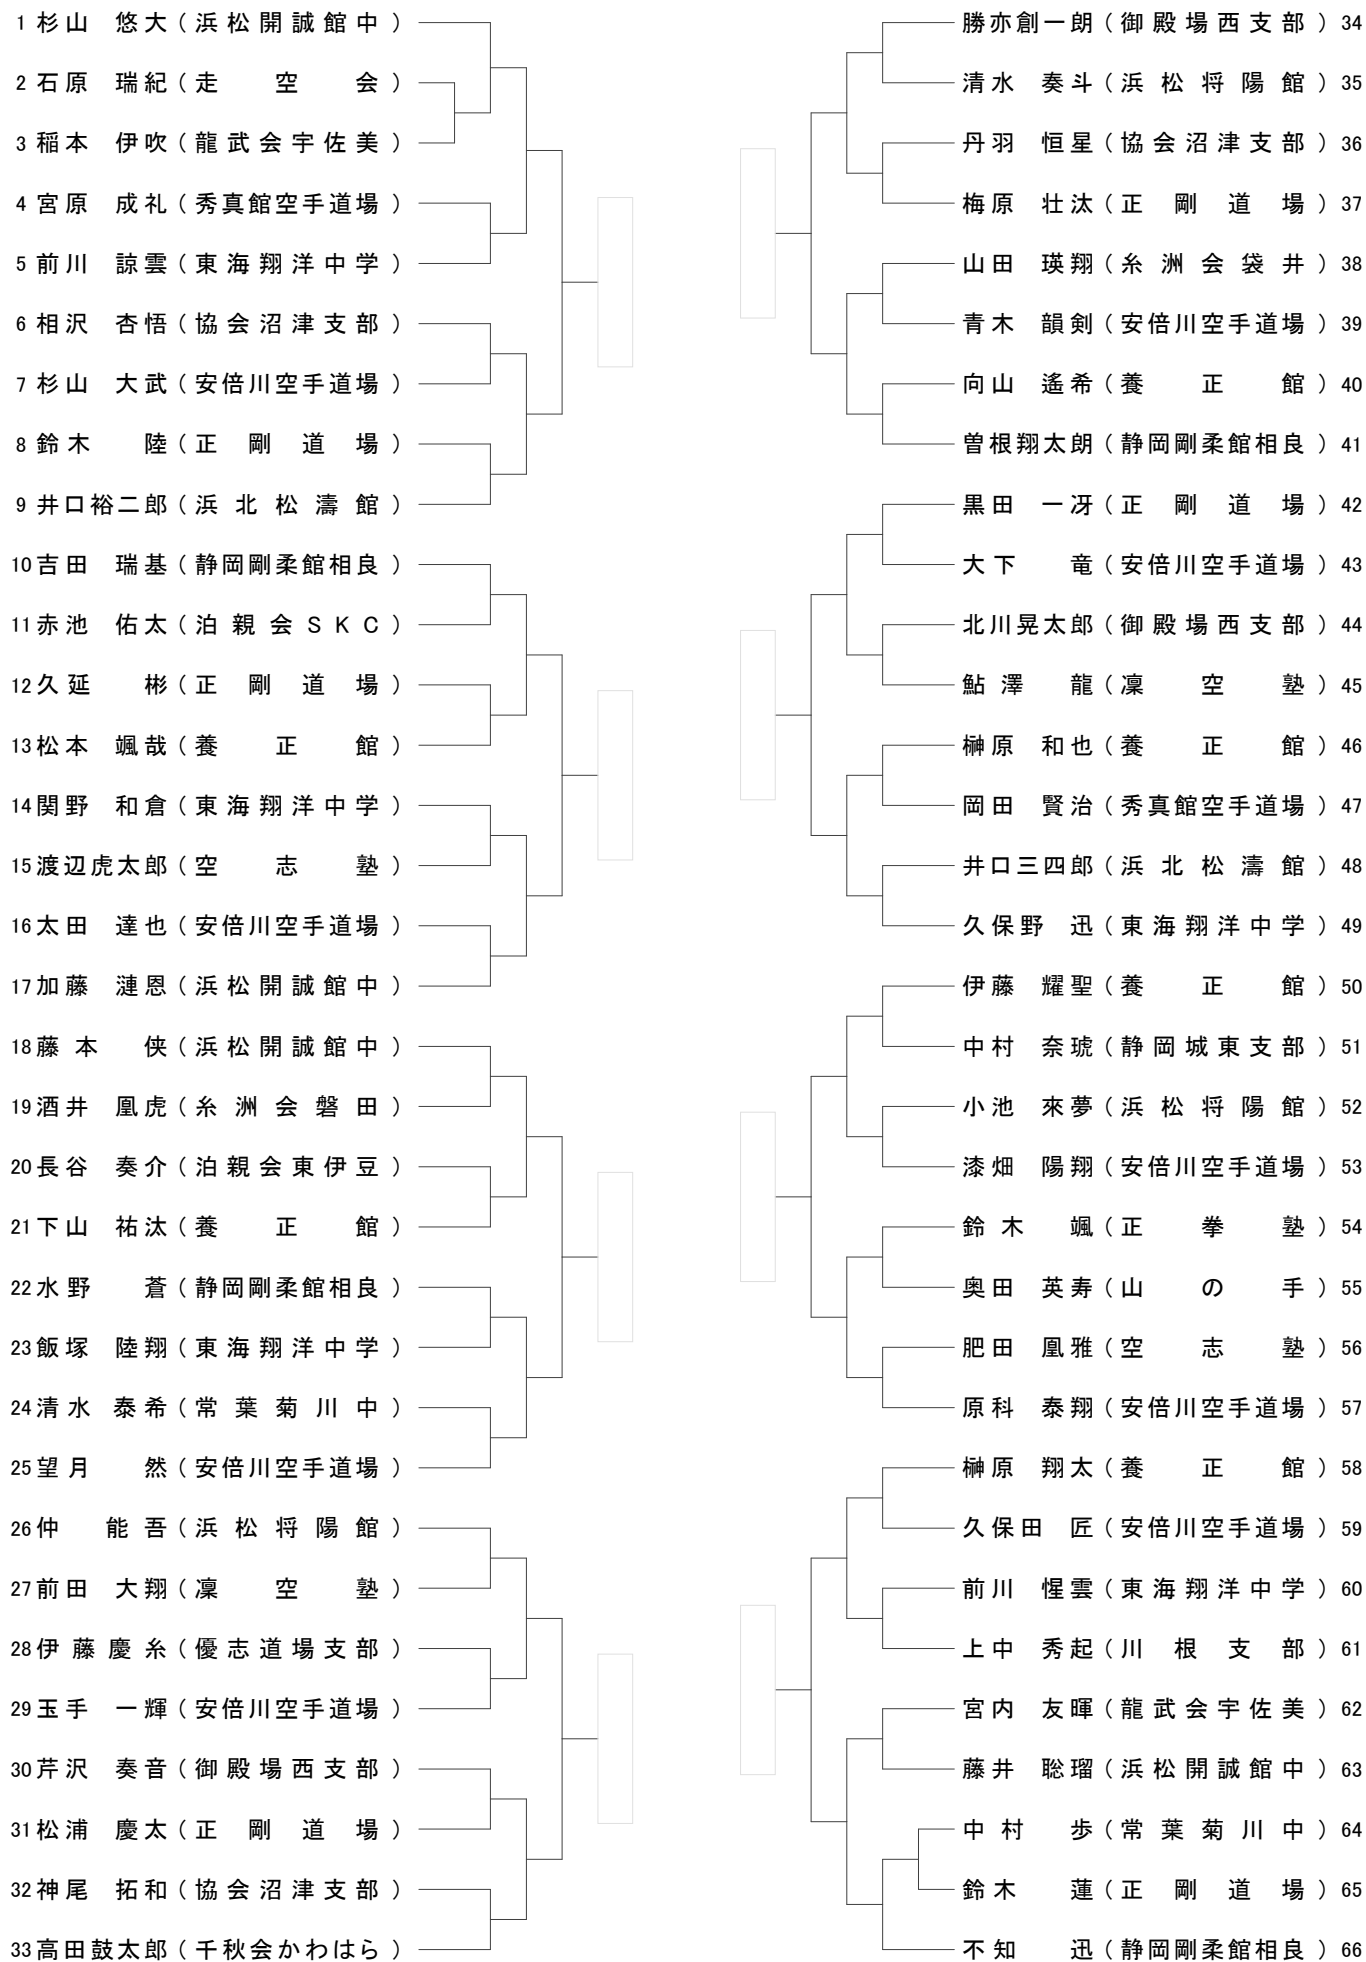 1 杉山 悠大（浜松開誠館中）
2 石原 瑞紀（走空会）
3 稲本 伊吹（龍武会宇佐美）
4 宮原 成礼（秀真館空手道場）
5 前川 諒雲（東海翔洋中学）
6 相沢 杏悟（協会沼津支部）
7 杉山 大武（安倍川空手道場）
8 鈴木 陸（正剛道場）
9 井口裕二郎（浜北松濤館）
10 吉田 瑞基（静岡剛柔館相良）
11 赤池 佑太（泊親会ＳＫＣ）
12 久延 彬（正剛道場）
13 松本 颯哉（養正館）
14 関野 和倉（東海翔洋中学）
15 渡辺虎太郎（空志塾）
16 太田 達也（安倍川空手道場）
17 加藤 漣恩（浜松開誠館中）
18 藤本 侠（浜松開誠館中）
19 酒井 凰虎（糸洲会磐田）
20 長谷 奏介（泊親会東伊豆）
21 下山 祐汰（養正館）
22 水野 蒼（静岡剛柔館相良）
23 飯塚 陸翔（東海翔洋中学）
24 清水 泰希（常葉菊川中）
25 望月 然（安倍川空手道場）
26 仲 能吾（浜松将陽館）
27 前田 大翔（凜空塾）
28 伊藤慶糸（優志道場支部）
29 玉手 一輝（安倍川空手道場）
30 芹沢 奏音（御殿場西支部）
31 松浦 慶太（正剛道場）
32 神尾 拓和（協会沼津支部）
33 高田鼓太郎（千秋会かわはら）
勝亦創一朗（御殿場西支部）34
清水 奏斗（浜松将陽館）35
丹羽 恒星（協会沼津支部）36
梅原 壮汰（正剛道場）37
山田 瑛翔（糸洲会袋井）38
青木 韻剣（安倍川空手道場）39
向山 遙希（養正館）40
曽根翔太朗（静岡剛柔館相良）41
黒田 一冴（正剛道場）42
大下 竜（安倍川空手道場）43
北川晃太郎（御殿場西支部）44
鮎澤 龍（凜空塾）45
榊原 和也（養正館）46
岡田 賢治（秀真館空手道場）47
井口三四郎（浜北松濤館）48
久保野 迅（東海翔洋中学）49
伊藤 耀聖（養正館）50
中村 奈琥（静岡城東支部）51
小池 來夢（浜松将陽館）52
漆畑 陽翔（安倍川空手道場）53
鈴木 颯（正拳塾）54
奥田 英寿（山の手）55
肥田 凰雅（空志塾）56
原科 泰翔（安倍川空手道場）57
榊原 翔太（養正館）58
久保田 匠（安倍川空手道場）59
前川 惺雲（東海翔洋中学）60
上中 秀起（川根支部）61
宮内 友暉（龍武会宇佐美）62
藤井 聡瑠（浜松開誠館中）63
中村 歩（常葉菊川中）64
鈴木 蓮（正剛道場）65
不知 迅（静岡剛柔館相良）66